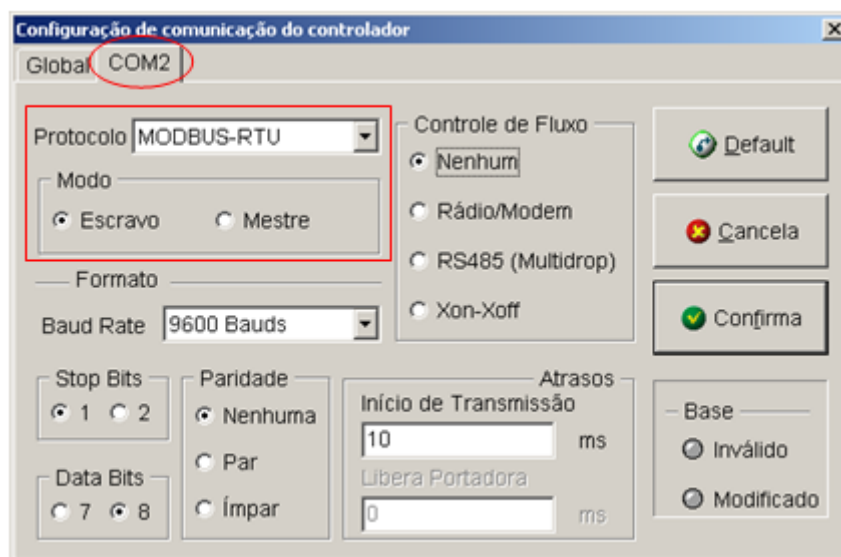 Configuração de comunicação do controlador
Global COM2
Protocolo MODBUS-RTU
Modo
Escravo Mestre
Formato
Baud Rate 9600 Bauds
Stop Bits
1 2
Data Bits
7 8
Paridade
Nenhuma
Par
Ímpar
Controle de Fluxo
Nenhum
Rádio/Modem
RS485 (Multidrop)
Xon-Xoff
Atrasos
Início de Transmissão
10 ms
Libera Portadora
0 ms
Default
Cancela
Confirma
Base
Inválido
Modificado